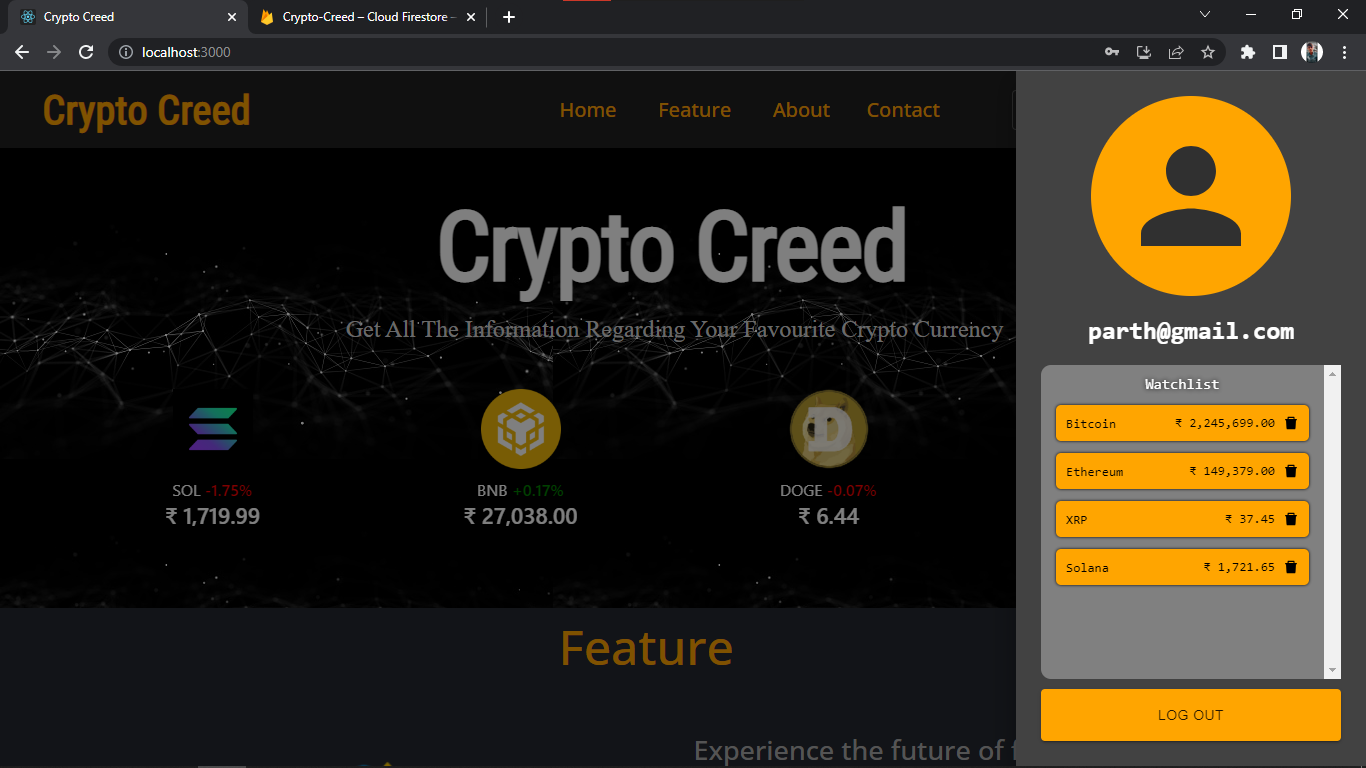 Crypto Creed
Crypto-Creed – Cloud Firestore –
localhost:3000
Crypto Creed
Home Feature About Contact
Crypto Creed
Get All The Information Regarding Your Favourite Crypto Currency
SOL -1.75%
₹ 1,719.99
BNB +0.17%
₹ 27,038.00
DOGE -0.07%
₹ 6.44
Feature
Experience the future of f
parth@gmail.com
Watchlist
Bitcoin ₹ 2,245,699.00
Ethereum ₹ 149,379.00
XRP ₹ 37.45
Solana ₹ 1,721.65
LOG OUT